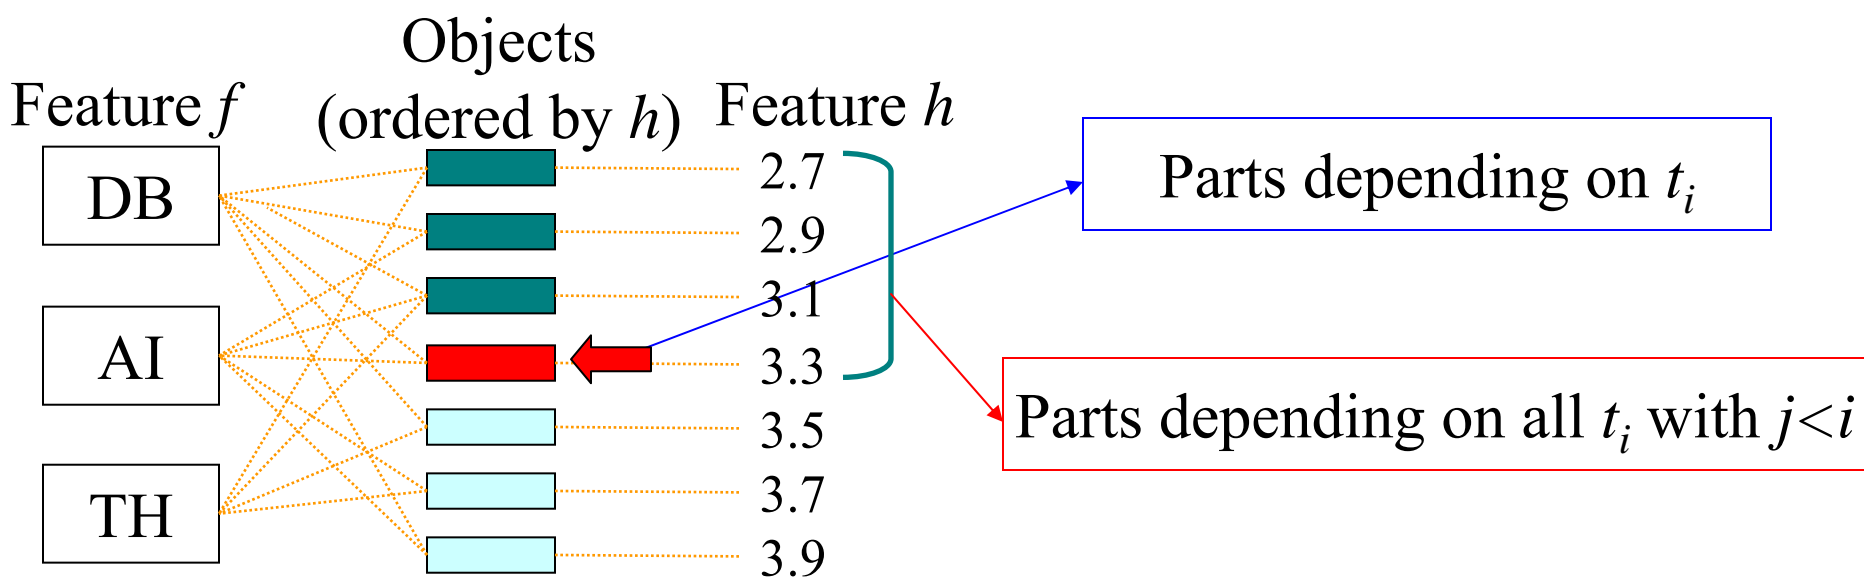 Objects
(ordered by h)
Feature f
Feature h
DB
AI
TH
2.7
2.9
3.1
3.3
3.5
3.7
3.9
Parts depending on tᵢ
Parts depending on all tᵢ with j<i